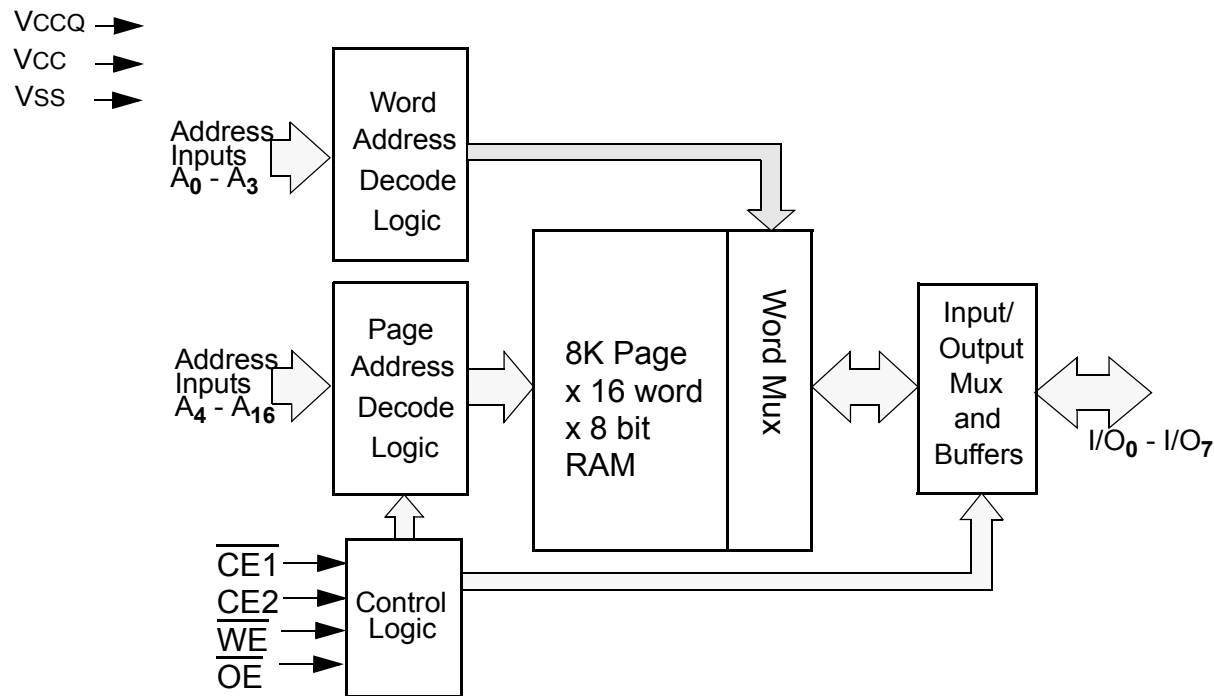 VCCQ
VCC
VSS
Address
Inputs
A0 - A3
Word
Address
Decode
Logic
Address
Inputs
A4 - A16
Page
Address
Decode
Logic
8K Page
x 16 word
x 8 bit
RAM
Word Mux
Input/
Output
Mux
and
Buffers
I/O0 - I/O7
CE1
CE2
WE
OE
Control
Logic